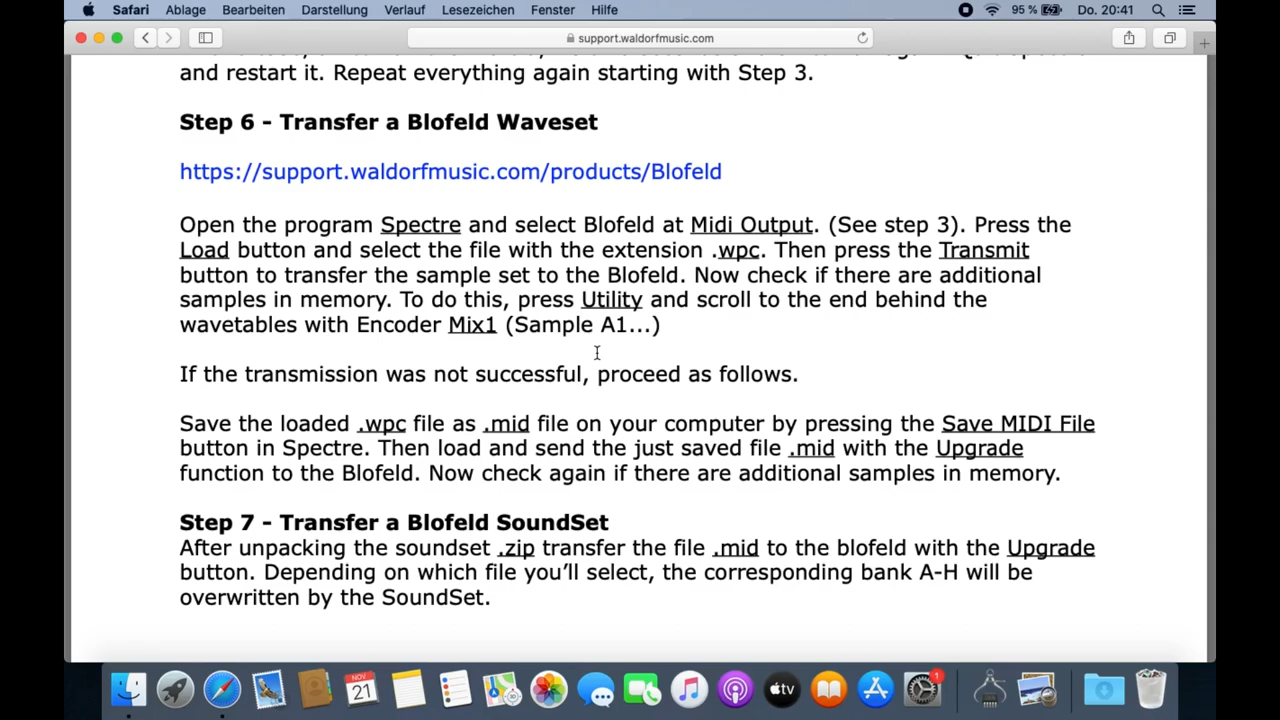 Safari Ablage Bearbeiten Darstellung Verlauf Lesezeichen Fenster Hilfe 95 % Do. 20:41
support.waldorfmusic.com
and restart it. Repeat everything again starting with Step 3.
Step 6 - Transfer a Blofeld Waveset
https://support.waldorfmusic.com/products/Blofeld
Open the program Spectre and select Blofeld at Midi Output. (See step 3). Press the
Load button and select the file with the extension .wpc. Then press the Transmit
button to transfer the sample set to the Blofeld. Now check if there are additional
samples in memory. To do this, press Utility and scroll to the end behind the
wavetables with Encoder Mix1 (Sample A1...)
If the transmission was not successful, proceed as follows.
Save the loaded .wpc file as .mid file on your computer by pressing the Save MIDI File
button in Spectre. Then load and send the just saved file .mid with the Upgrade
function to the Blofeld. Now check again if there are additional samples in memory.
Step 7 - Transfer a Blofeld SoundSet
After unpacking the soundset .zip transfer the file .mid to the blofeld with the Upgrade
button. Depending on which file you’ll select, the corresponding bank A-H will be
overwritten by the SoundSet.
NOV
21
tv
1